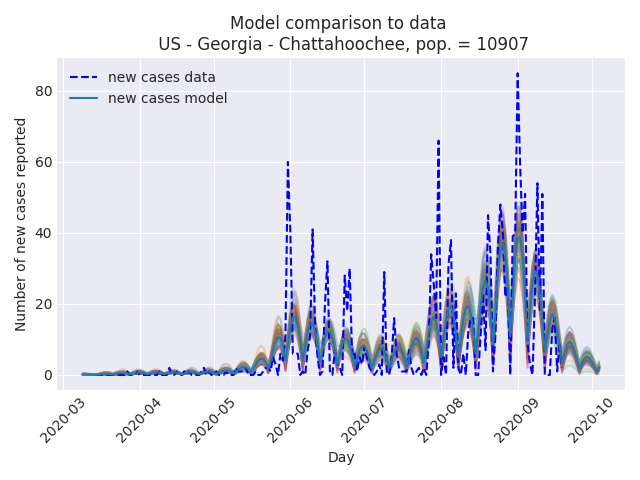 Model comparison to data
US - Georgia - Chattahoochee, pop. = 10907
new cases data
new cases model
Number of new cases reported
80
60
40
20
0
2020-03
2020-04
2020-05
2020-06
2020-07
2020-08
2020-09
2020-10
Day